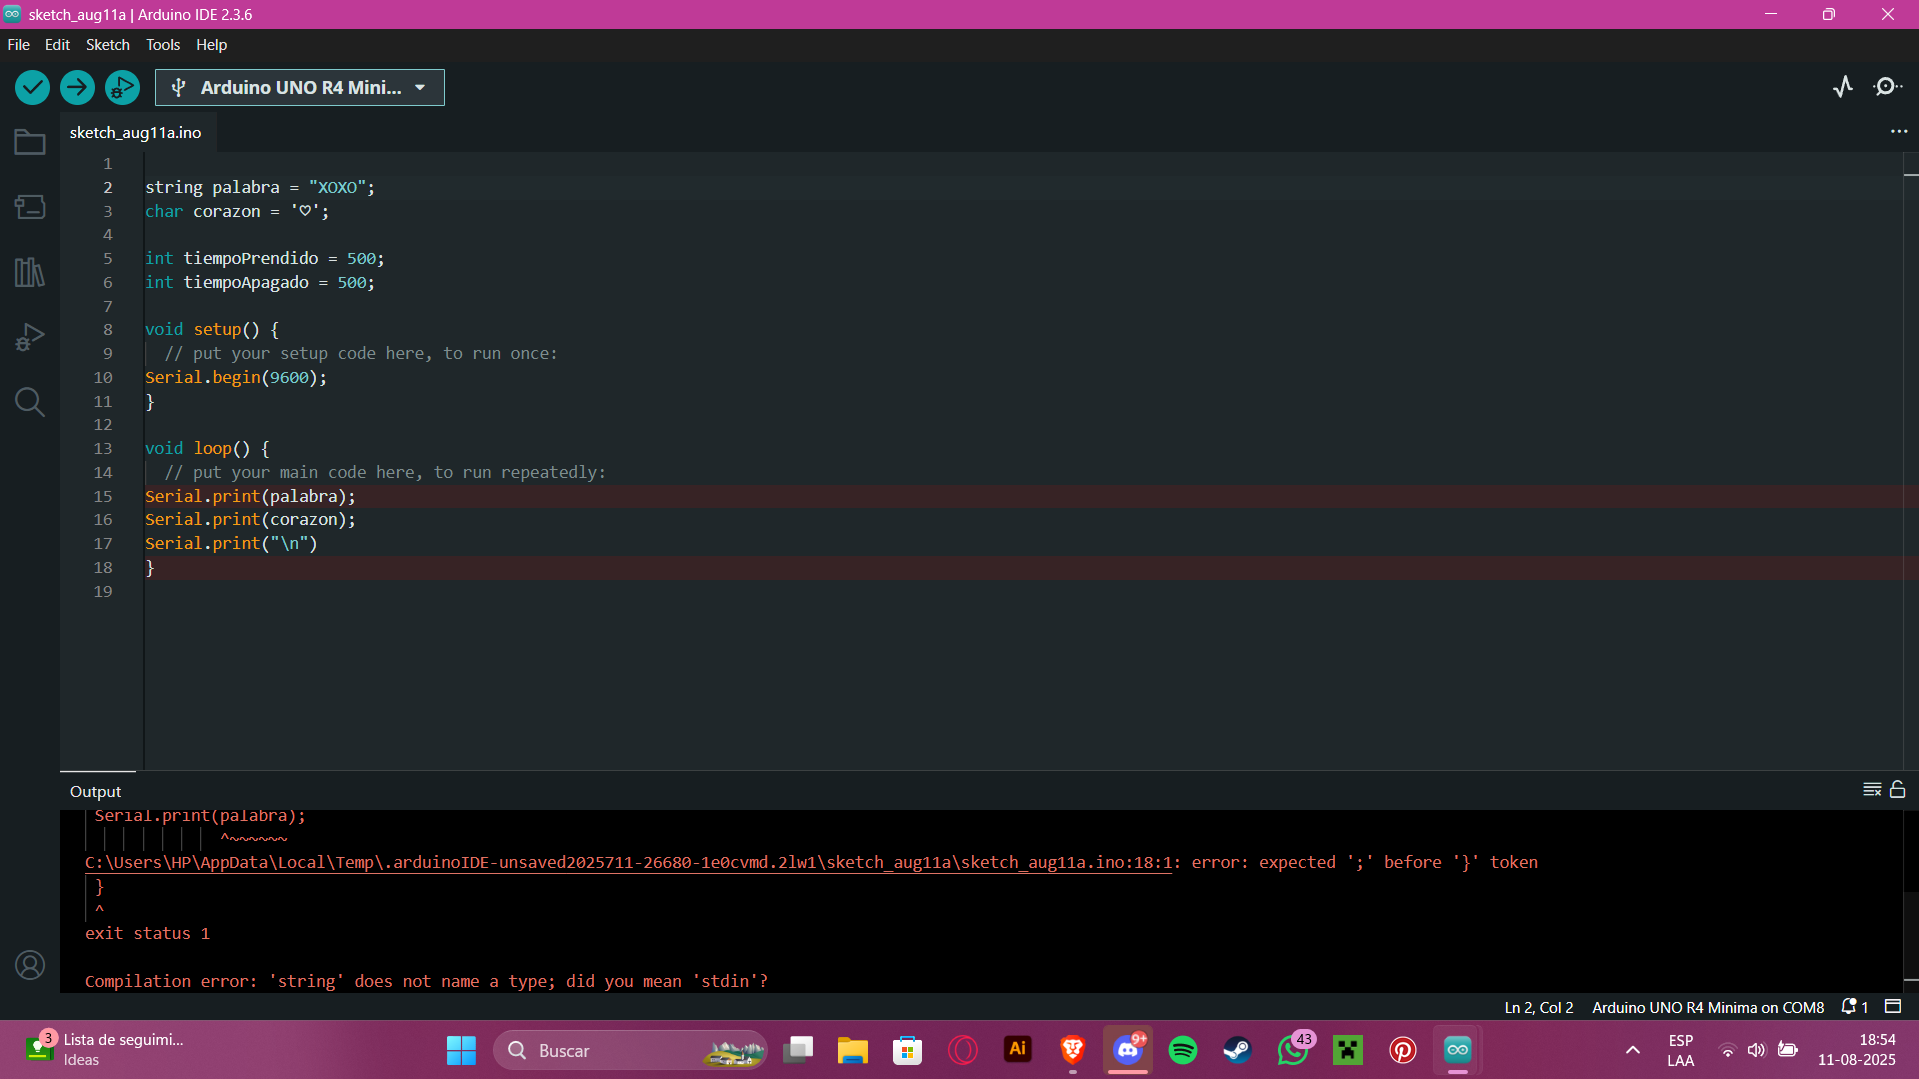 sketch_aug11a | Arduino IDE 2.3.6
File Edit Sketch Tools Help
Arduino UNO R4 Mini...
sketch_aug11a.ino
1
2 string palabra = "XOXO";
3 char corazon = '♡';
4
5 int tiempoPrendido = 500;
6 int tiempoApagado = 500;
7
8 void setup() {
9 // put your setup code here, to run once:
10 Serial.begin(9600);
11 }
12
13 void loop() {
14 // put your main code here, to run repeatedly:
15 Serial.print(palabra);
16 Serial.print(corazon);
17 Serial.print("\n")
18 }
19
Output
Serial.print(palabra);
^~~~~~~
C:\Users\HP\AppData\Local\Temp\.arduinoIDE-unsaved2025711-26680-1e0cvmd.2lw1\sketch_aug11a\sketch_aug11a.ino:18:1: error: expected ';' before '}' token
}
^
exit status 1
Compilation error: 'string' does not name a type; did you mean 'stdin'?
Ln 2, Col 2 Arduino UNO R4 Minima on COM8 1
3 Lista de seguimi...
Ideas
Buscar
Ai
9+
43
ESP
LAA
18:54
11-08-2025